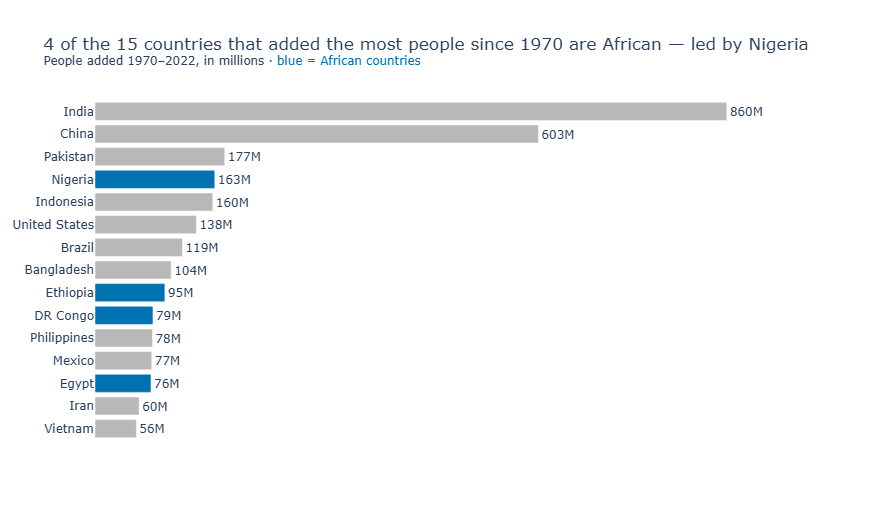 4 of the 15 countries that added the most people since 1970 are African — led by Nigeria
People added 1970–2022, in millions · blue = African countries
India 860M
China 603M
Pakistan 177M
Nigeria 163M
Indonesia 160M
United States 138M
Brazil 119M
Bangladesh 104M
Ethiopia 95M
DR Congo 79M
Philippines 78M
Mexico 77M
Egypt 76M
Iran 60M
Vietnam 56M